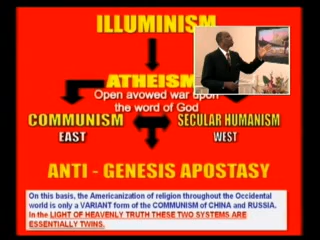 ILLUMINISM
ATHEISM
Open avowed war upon
the word of God
COMMUNISM
EAST
SECULAR HUMANISM
WEST
ANTI - GENESIS APOSTASY
On this basis, the Americanization of religion throughout the Occidental
world is only a VARIANT form of the COMMUNISM of CHINA and RUSSIA.
In the LIGHT OF HEAVENLY TRUTH THESE TWO SYSTEMS ARE
ESSENTIALLY TWINS.